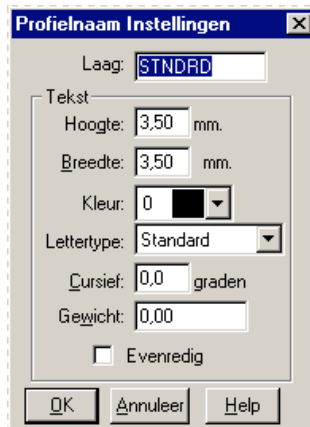 Profielnaam Instellingen
Laag: STNDRD
Tekst
Hoogte: 3,50 mm.
Breedte: 3,50 mm.
Kleur: 0
Lettertype: Standard
Cursief: 0,0 graden
Gewicht: 0,00
Evenredig
OK Annuleer Help